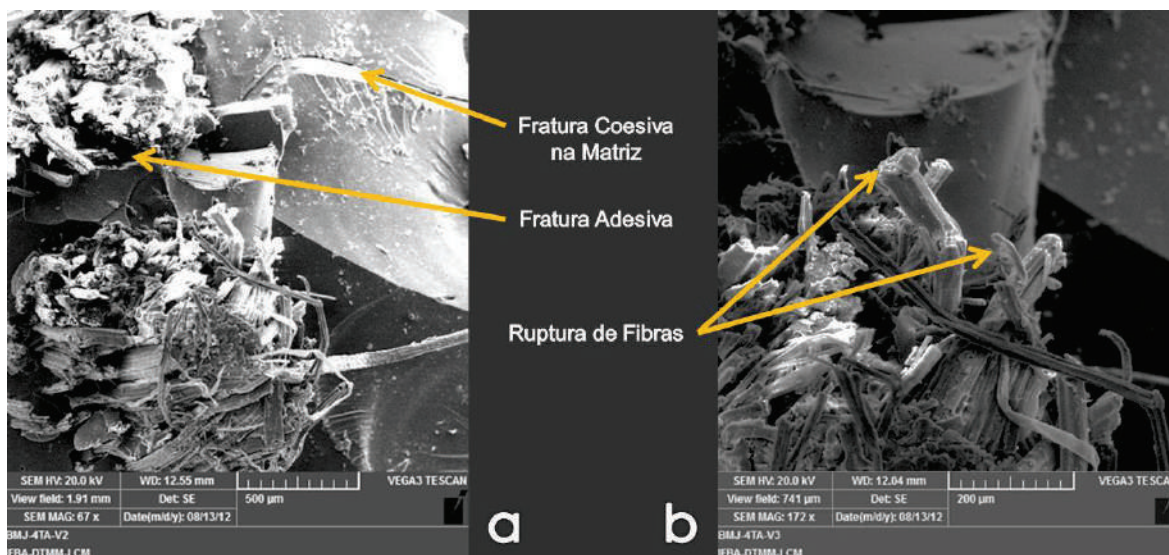 Fratura Coesiva
na Matriz
Fratura Adesiva
Ruptura de Fibras
SEM HV: 20.0 kV
WD: 12.55 mm
VEGA3 TESCAN
View field: 1.91 mm
Det: SE
500 µm
SEM MAG: 67 x
Date(m/d/y): 08/13/12
BMJ-4TA-V2
a
b
SEM HV: 20.0 kV
WD: 12.04 mm
VEGA3 TESCAN
View field: 741 µm
Det: SE
200 µm
SEM MAG: 172 x
Date(m/d/y): 08/13/12
BMJ-4TA-V3